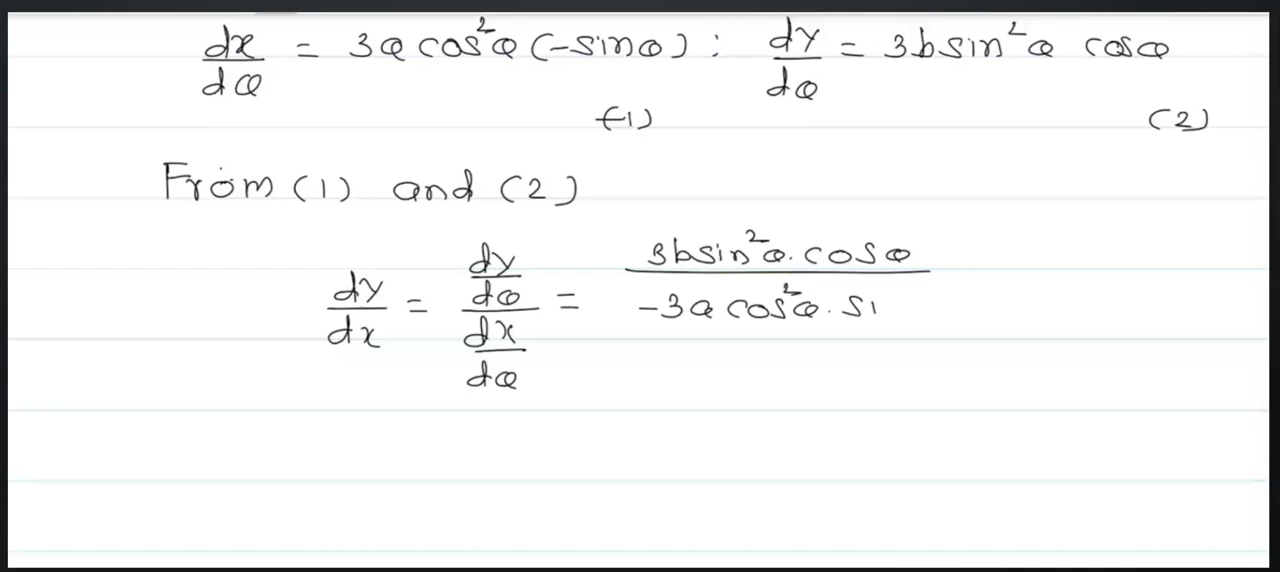 dx/dθ = 3a cos²θ (-sinθ) : dy/dθ = 3b sin²θ cosθ
(1) (2)
From (1) and (2)
dy/dx = (dy/dθ)/(dx/dθ) = (3b sin²θ . cosθ)/(-3a cos²θ . si